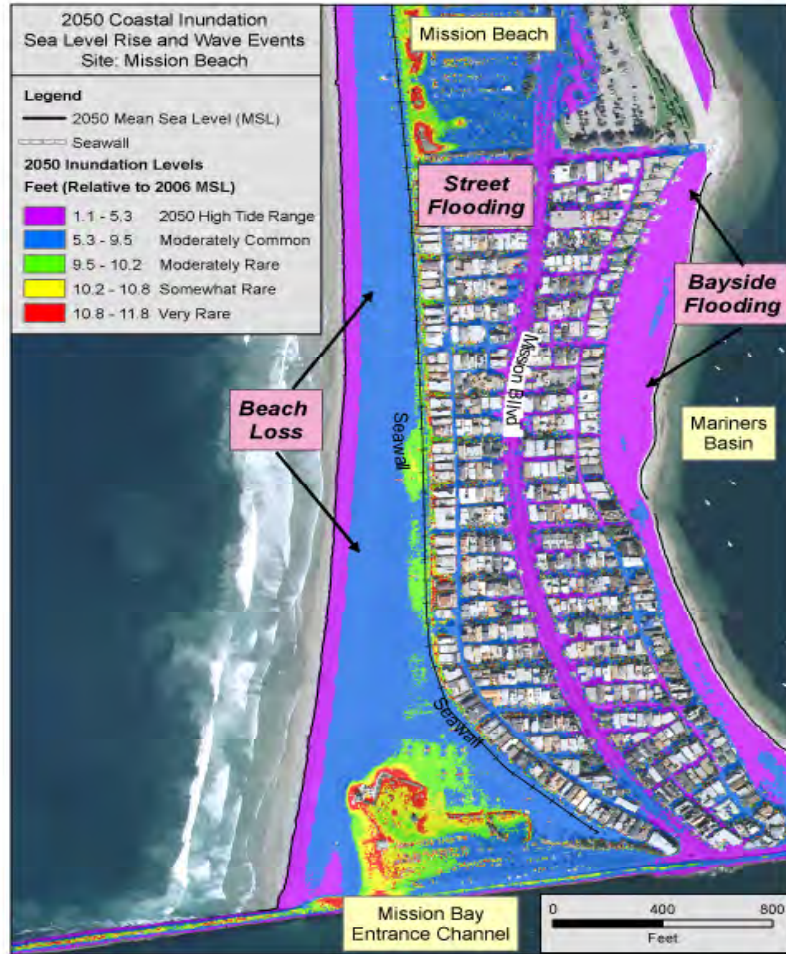 2050 Coastal Inundation
Sea Level Rise and Wave Events
Site: Mission Beach
Legend
2050 Mean Sea Level (MSL)
Seawall
2050 Inundation Levels
Feet (Relative to 2006 MSL)
1.1 - 5.3 2050 High Tide Range
5.3 - 9.5 Moderately Common
9.5 - 10.2 Moderately Rare
10.2 - 10.8 Somewhat Rare
10.8 - 11.8 Very Rare
Mission Beach
Street
Flooding
Bayside
Flooding
Mission Bllvd
Beach
Loss
Seawall
Mariners
Basin
Seawall
Mission Bay
Entrance Channel
0 400 800
Feet